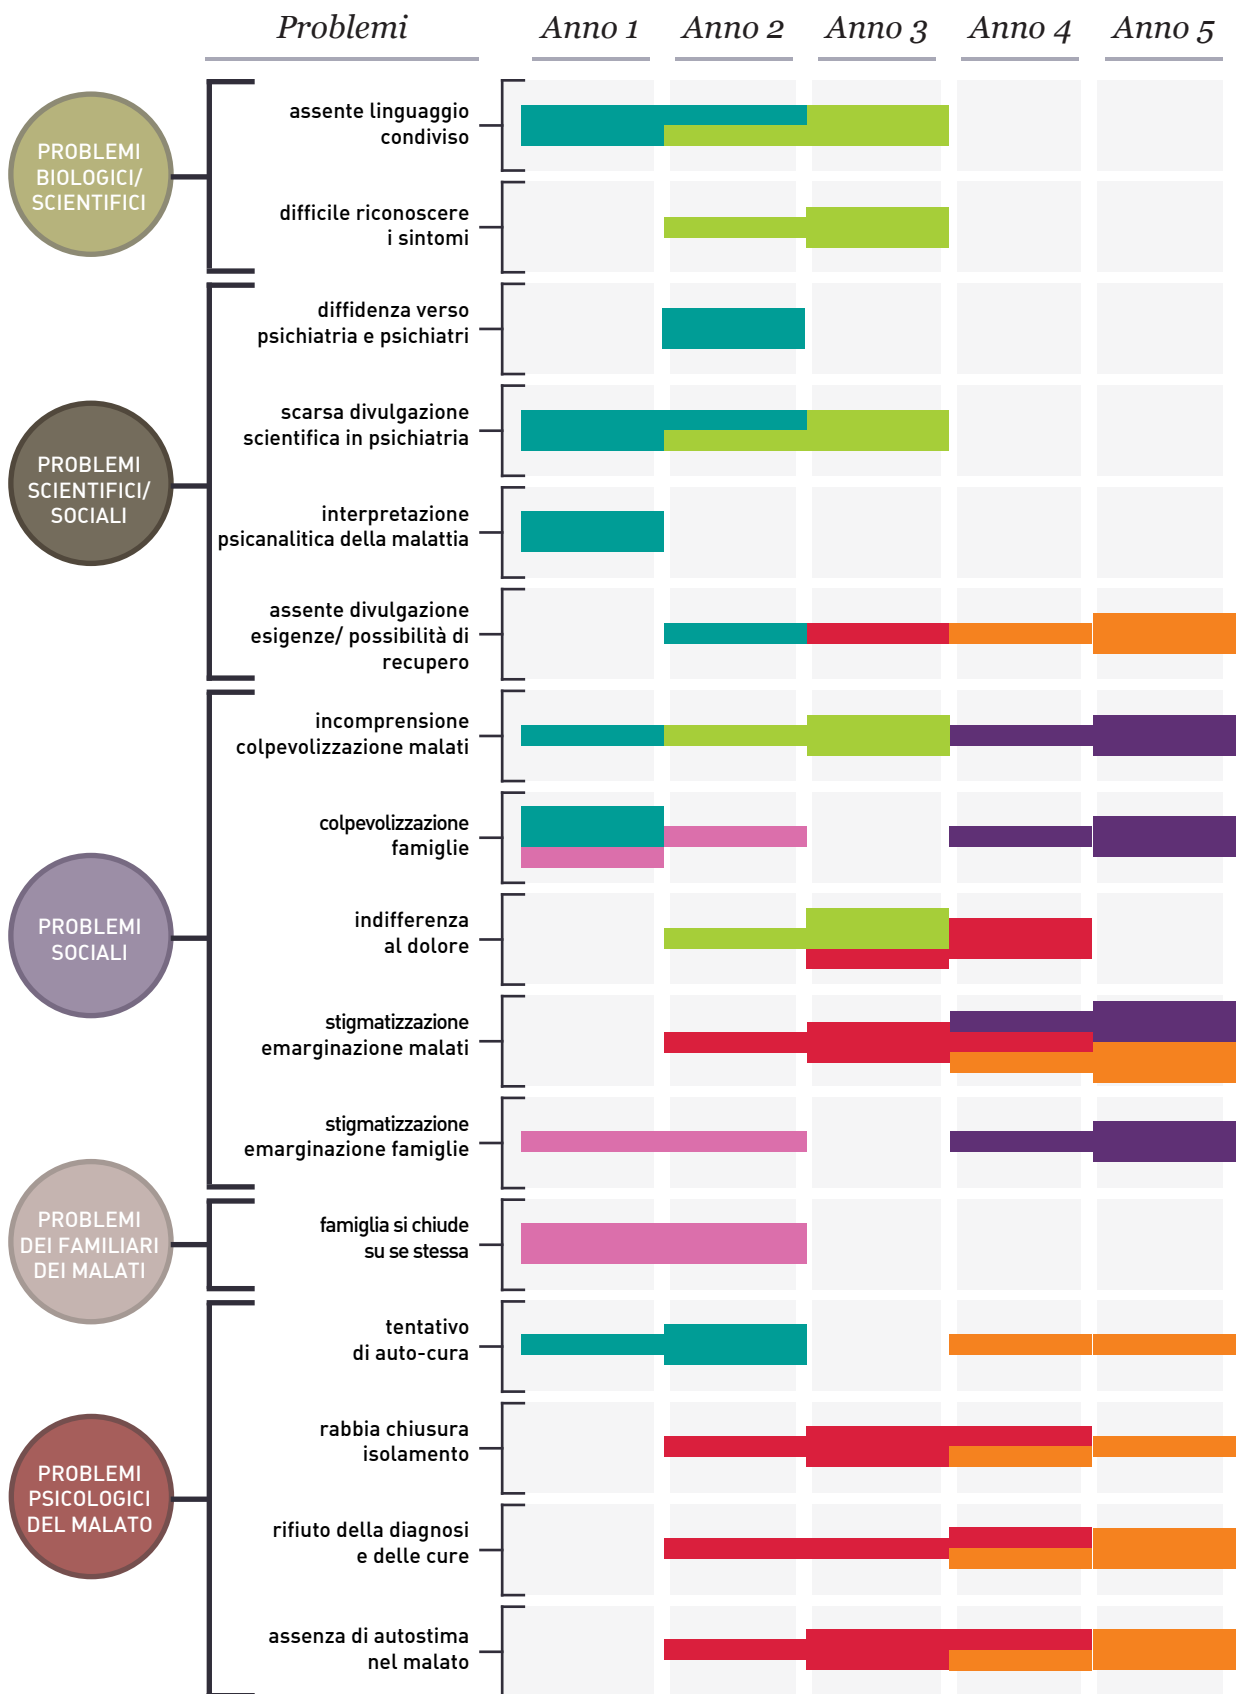 Problemi
Anno 1
Anno 2
Anno 3
Anno 4
Anno 5
PROBLEMI
BIOLOGICI/
SCIENTIFICI
assente linguaggio
condiviso
difficile riconoscere
i sintomi
PROBLEMI
SCIENTIFICI/
SOCIALI
diffidenza verso
psichiatria e psichiatri
scarsa divulgazione
scientifica in psichiatria
interpretazione
psicanalitica della malattia
assente divulgazione
esigenze/ possibilità di
recupero
PROBLEMI
SOCIALI
incomprensione
colpevolizzazione malati
colpevolizzazione
famiglie
indifferenza
al dolore
stigmatizzazione
emarginazione malati
stigmatizzazione
emarginazione famiglie
PROBLEMI
DEI FAMILIARI
DEI MALATI
famiglia si chiude
su se stessa
PROBLEMI
PSICOLOGICI
DEL MALATO
tentativo
di auto-cura
rabbia chiusura
isolamento
rifiuto della diagnosi
e delle cure
assenza di autostima
nel malato